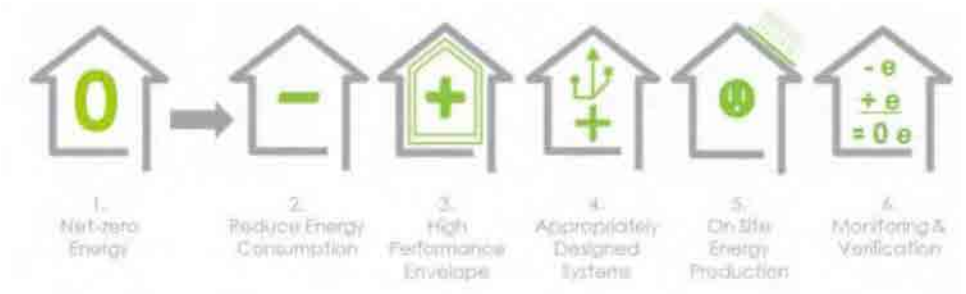 0
-
+
+
- e
+ e
= 0 e
1.
Net-zero
Energy
2.
Reduce Energy
Consumption
3.
High
Performance
Envelope
4.
Appropriately
Designed
Systems
5.
On Site
Energy
Production
6.
Monitoring &
Verification